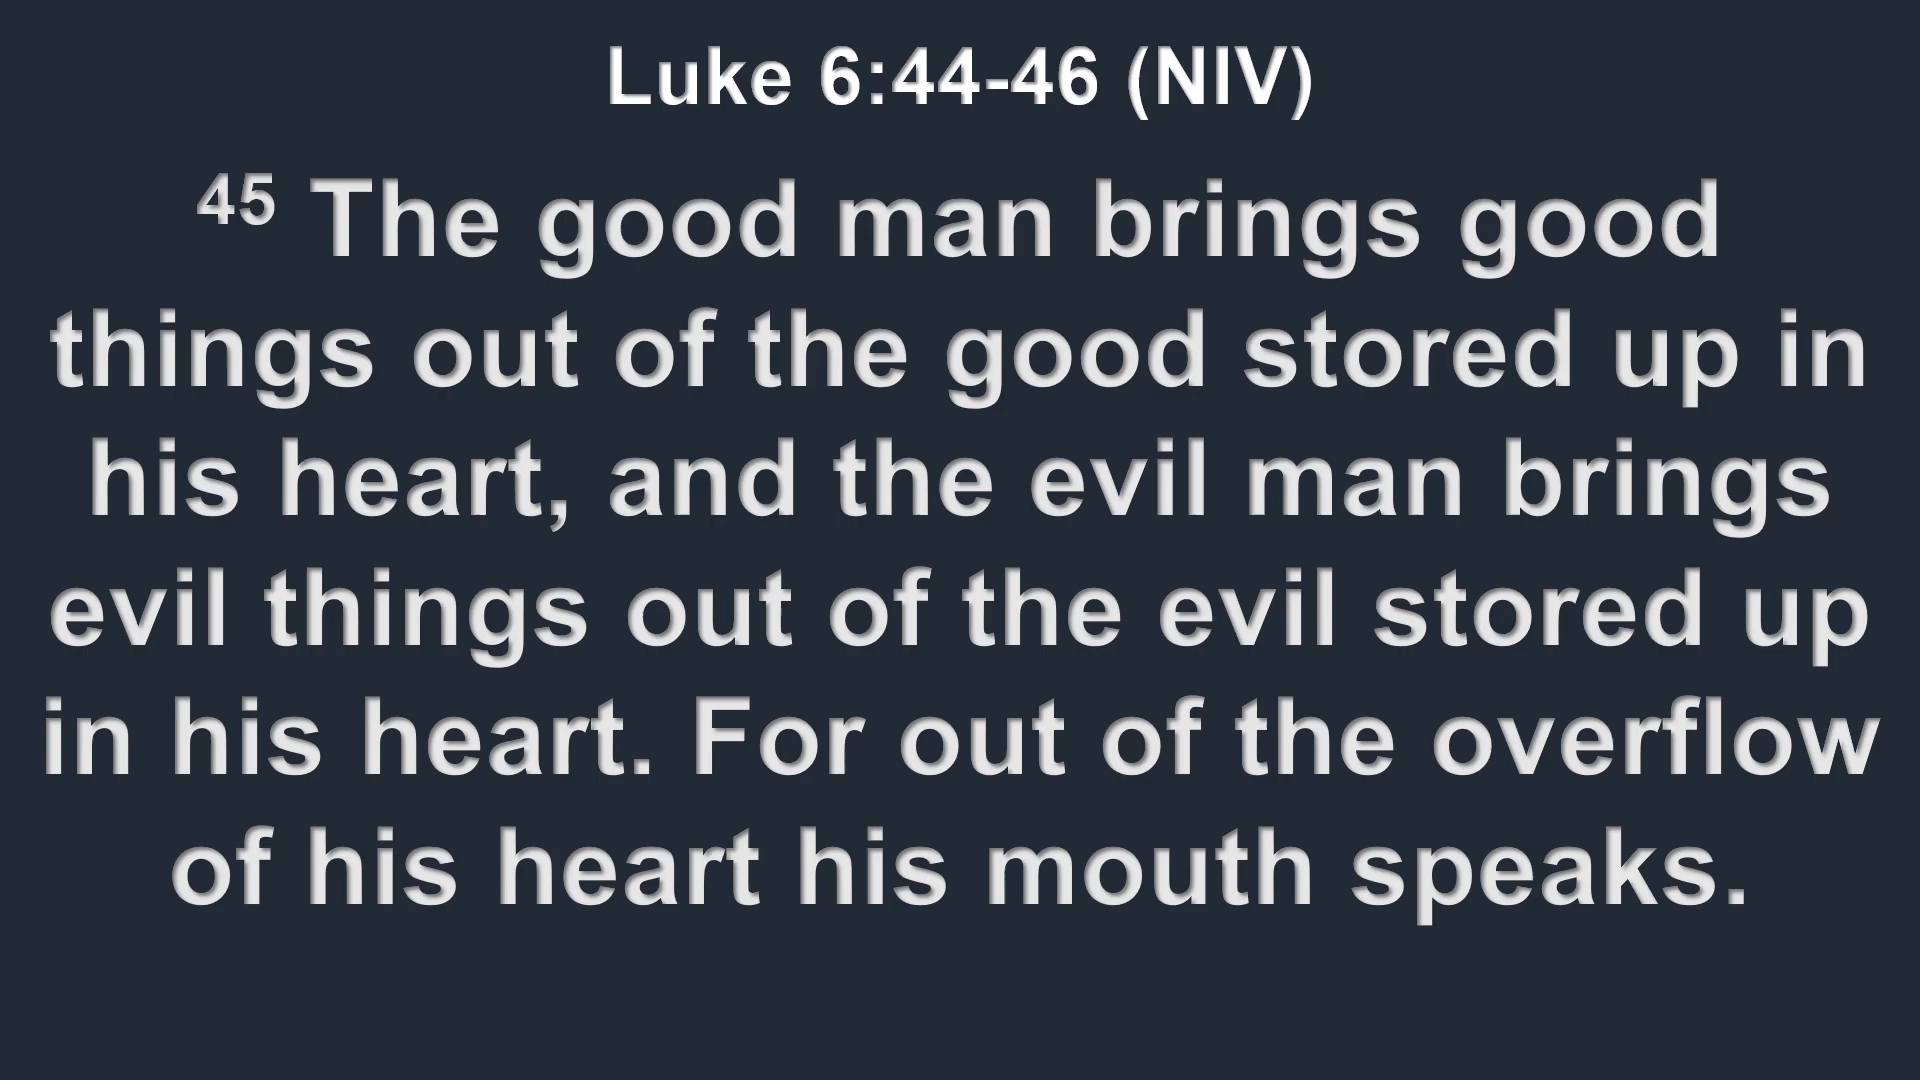 Luke 6:44-46 (NIV)
45 The good man brings good
things out of the good stored up in
his heart, and the evil man brings
evil things out of the evil stored up
in his heart. For out of the overflow
of his heart his mouth speaks.